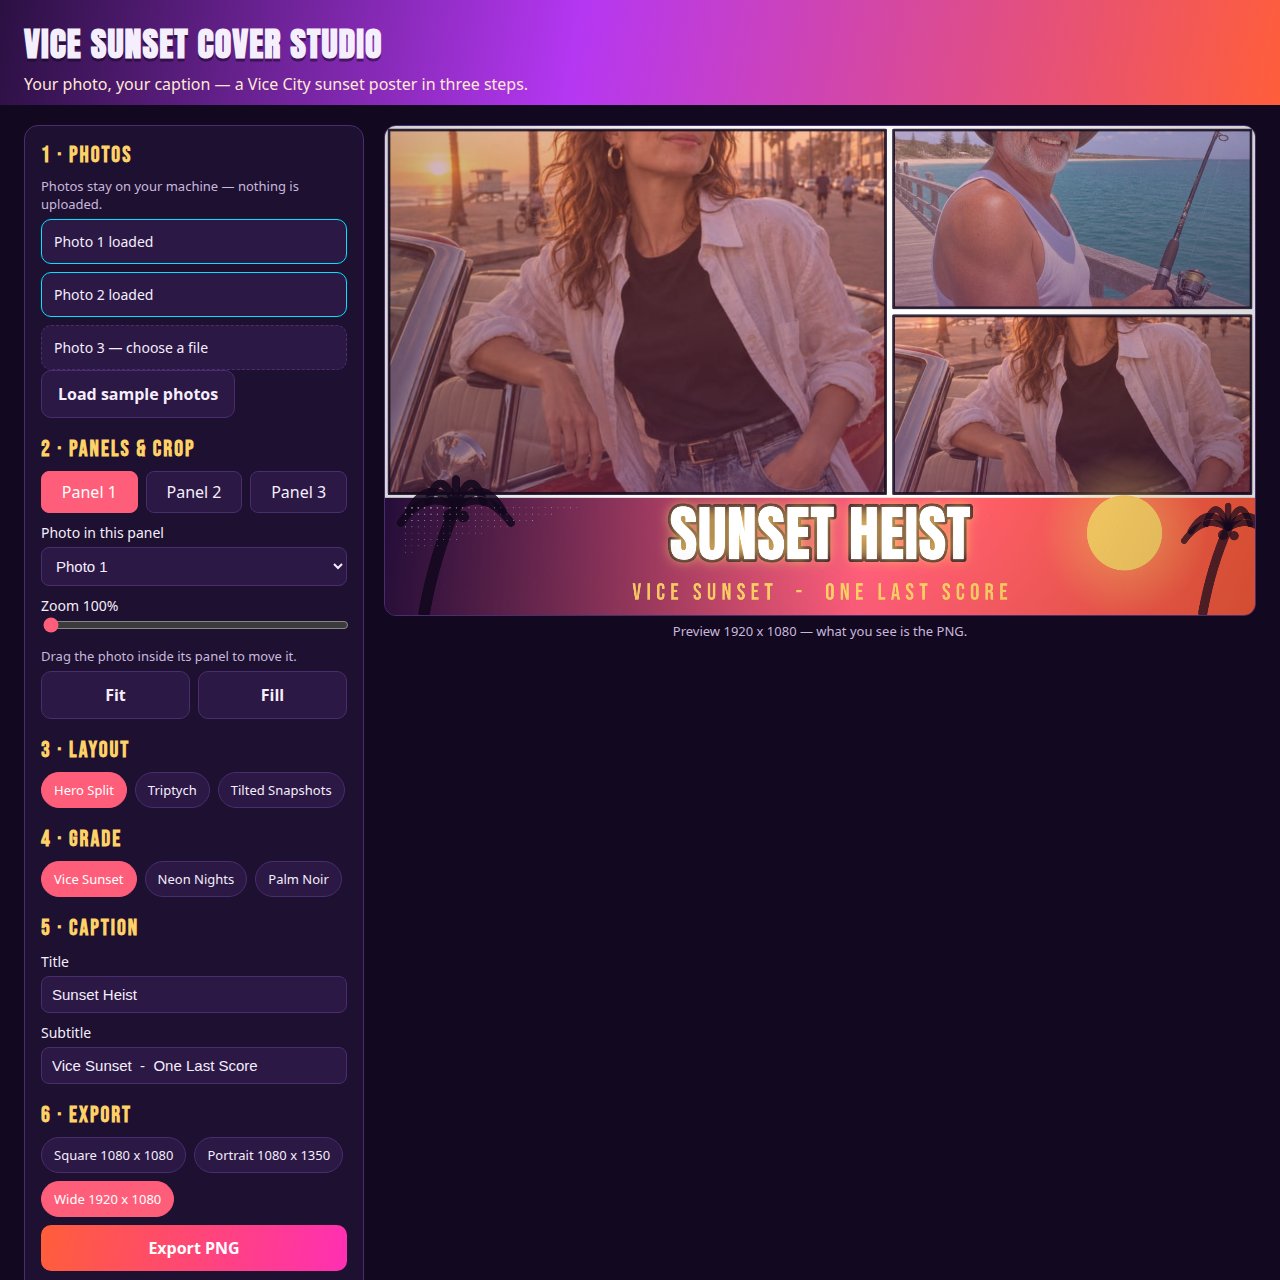 VICE SUNSET COVER STUDIO
Your photo, your caption — a Vice City sunset poster in three steps.
1 · PHOTOS
Photos stay on your machine — nothing is
uploaded.
Photo 1 loaded
Photo 2 loaded
Photo 3 — choose a file
Load sample photos
2 · PANELS & CROP
Panel 1
Panel 2
Panel 3
Photo in this panel
Photo 1
Zoom 100%
Drag the photo inside its panel to move it.
Fit
Fill
3 · LAYOUT
Hero Split
Triptych
Tilted Snapshots
4 · GRADE
Vice Sunset
Neon Nights
Palm Noir
5 · CAPTION
Title
Sunset Heist
Subtitle
Vice Sunset - One Last Score
6 · EXPORT
Square 1080 x 1080
Portrait 1080 x 1350
Wide 1920 x 1080
Export PNG
SUNSET HEIST
VICE SUNSET - ONE LAST SCORE
Preview 1920 x 1080 — what you see is the PNG.